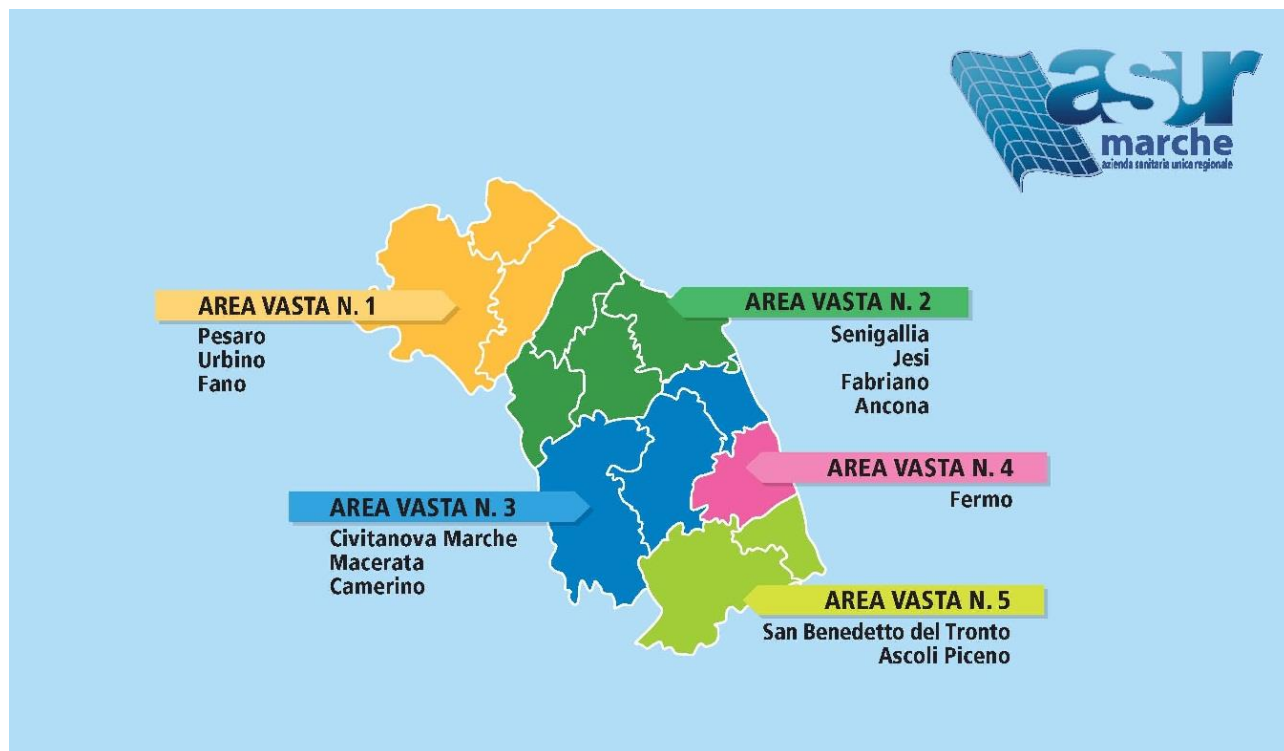 asur
marche
azienda sanitaria unica regionale
AREA VASTA N. 1
Pesaro
Urbino
Fano
AREA VASTA N. 2
Senigallia
Jesi
Fabriano
Ancona
AREA VASTA N. 3
Civitanova Marche
Macerata
Camerino
AREA VASTA N. 4
Fermo
AREA VASTA N. 5
San Benedetto del Tronto
Ascoli Piceno